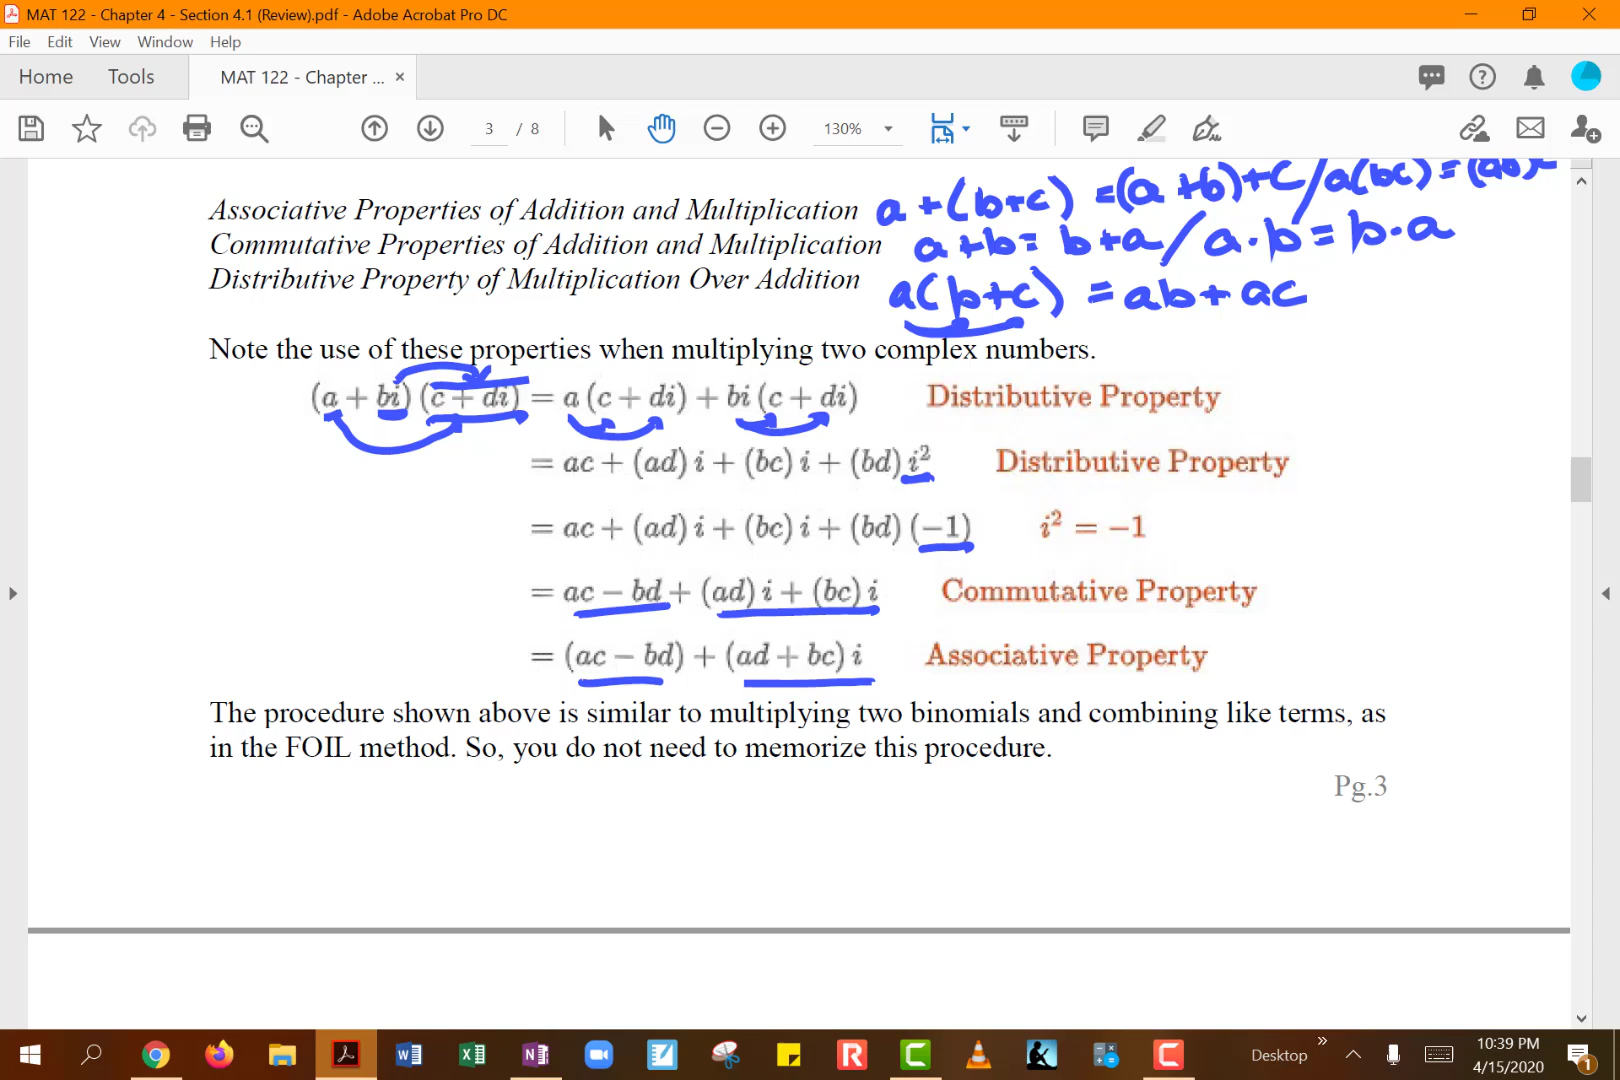 MAT 122 - Chapter 4 - Section 4.1 (Review).pdf - Adobe Acrobat Pro DC
File Edit View Window Help
Home Tools MAT 122 - Chapter ... ×
3 / 8 130%
a + (b+c) = (a+b)+c / a(bc) = (ab)c
Associative Properties of Addition and Multiplication
Commutative Properties of Addition and Multiplication a+b = b+a / a·b = b·a
Distributive Property of Multiplication Over Addition a(b+c) = ab+ac
Note the use of these properties when multiplying two complex numbers.
(a + bi) (c + di) = a (c + di) + bi (c + di) Distributive Property
= ac + (ad) i + (bc) i + (bd) i² Distributive Property
= ac + (ad) i + (bc) i + (bd) (−1) i² = −1
= ac − bd + (ad) i + (bc) i Commutative Property
= (ac − bd) + (ad + bc) i Associative Property
The procedure shown above is similar to multiplying two binomials and combining like terms, as
in the FOIL method. So, you do not need to memorize this procedure.
Pg.3
Desktop
10:39 PM
4/15/2020
1